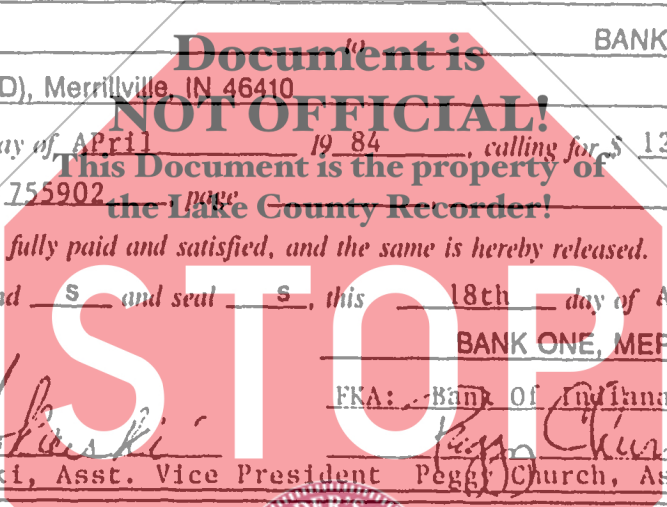 to BANK
Document is
D), Merrillville, IN 46410
NOT OFFICIAL!
ay of APril 19 84, calling for $ 13
This Document is the property of
755902, page
the Lake County Recorder!
fully paid and satisfied, and the same is hereby released.
nd s and seal s, this 18th day of A
STOP
BANK ONE, MER
FKA: Bank Of Indiana
ki, Asst. Vice President Peggy Church, As